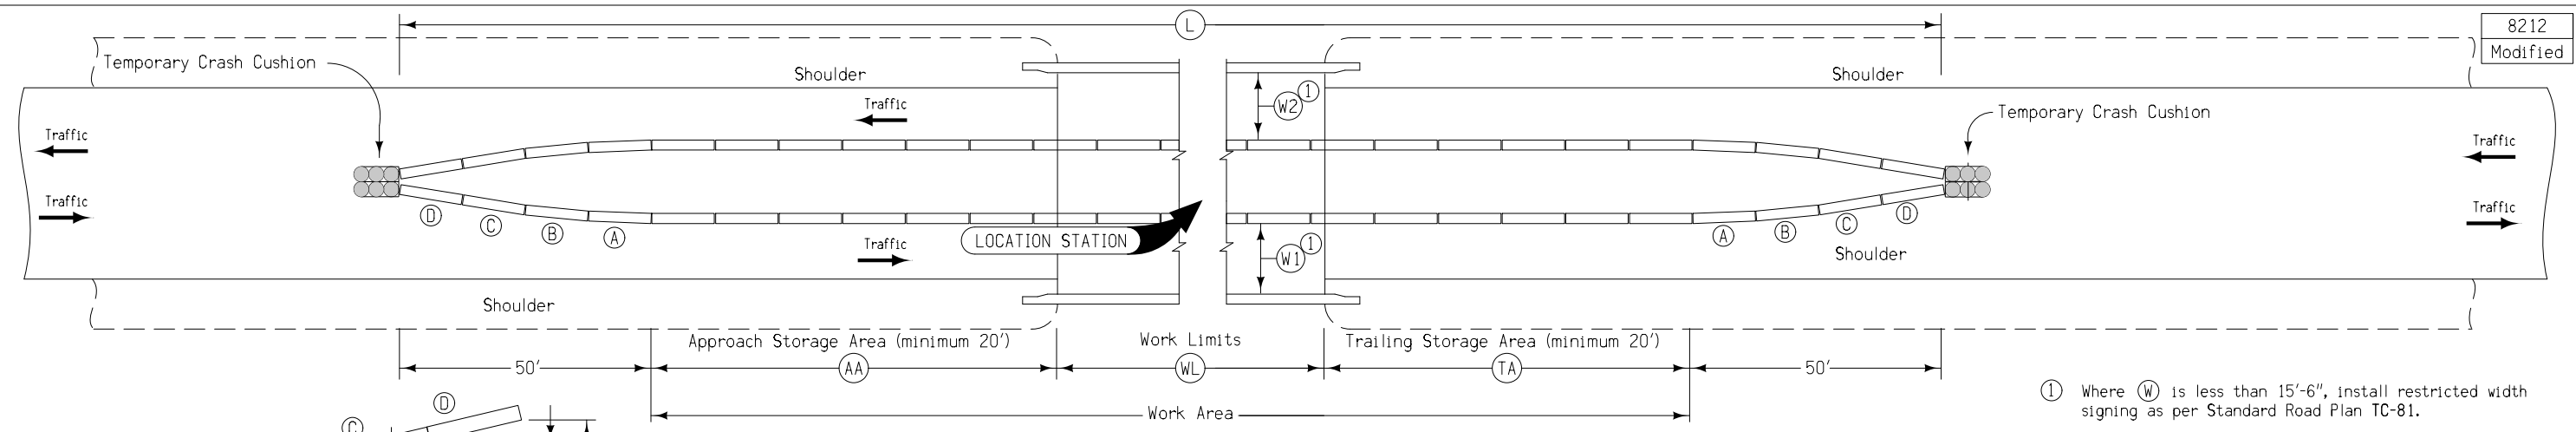 L
8212
Modified
Temporary Crash Cushion
Shoulder
Shoulder
W2 1
Traffic
Temporary Crash Cushion
Traffic
Traffic
Traffic
Traffic
D
C
B
A
LOCATION STATION
Traffic
W1 1
A
B
C
D
Shoulder
Shoulder
Approach Storage Area (minimum 20')
Work Limits
Trailing Storage Area (minimum 20')
50'
AA
WL
TA
50'
Work Area
1 Where W is less than 15'-6", install restricted width
signing as per Standard Road Plan TC-81.
D
C